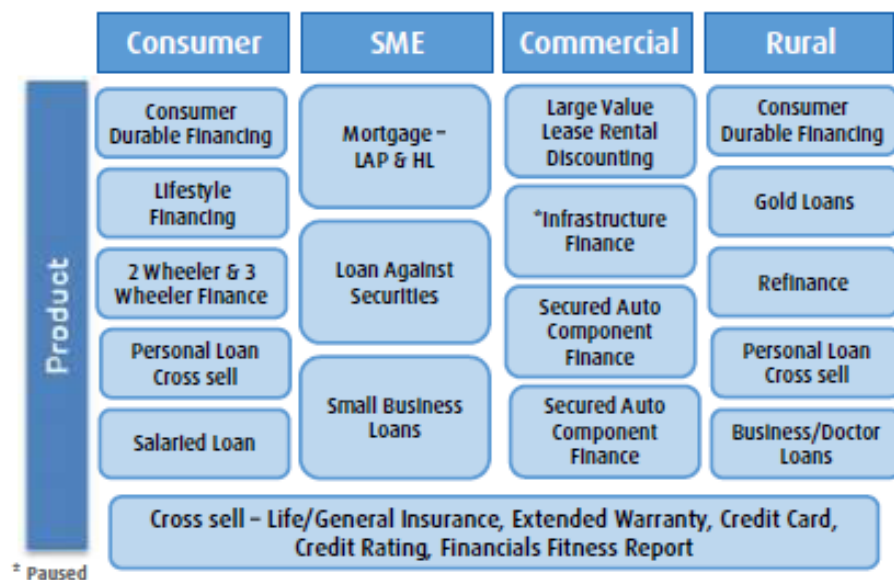 Consumer
SME
Commercial
Rural
Product
Consumer
Durable Financing
Lifestyle
Financing
2 Wheeler & 3
Wheeler Finance
Personal Loan
Cross sell
Salaried Loan
Mortgage –
LAP & HL
Loan Against
Securities
Small Business
Loans
Large Value
Lease Rental
Discounting
*Infrastructure
Finance
Secured Auto
Component
Finance
Secured Auto
Component
Finance
Consumer
Durable Financing
Gold Loans
Refinance
Personal Loan
Cross sell
Business/Doctor
Loans
Cross sell – Life/General Insurance, Extended Warranty, Credit Card,
Credit Rating, Financials Fitness Report
* Paused